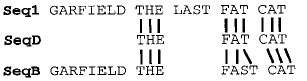 Seq1 GARFIELD THE LAST FAT CAT
SeqD THE FAT CAT
SeqB GARFIELD THE FAST CAT